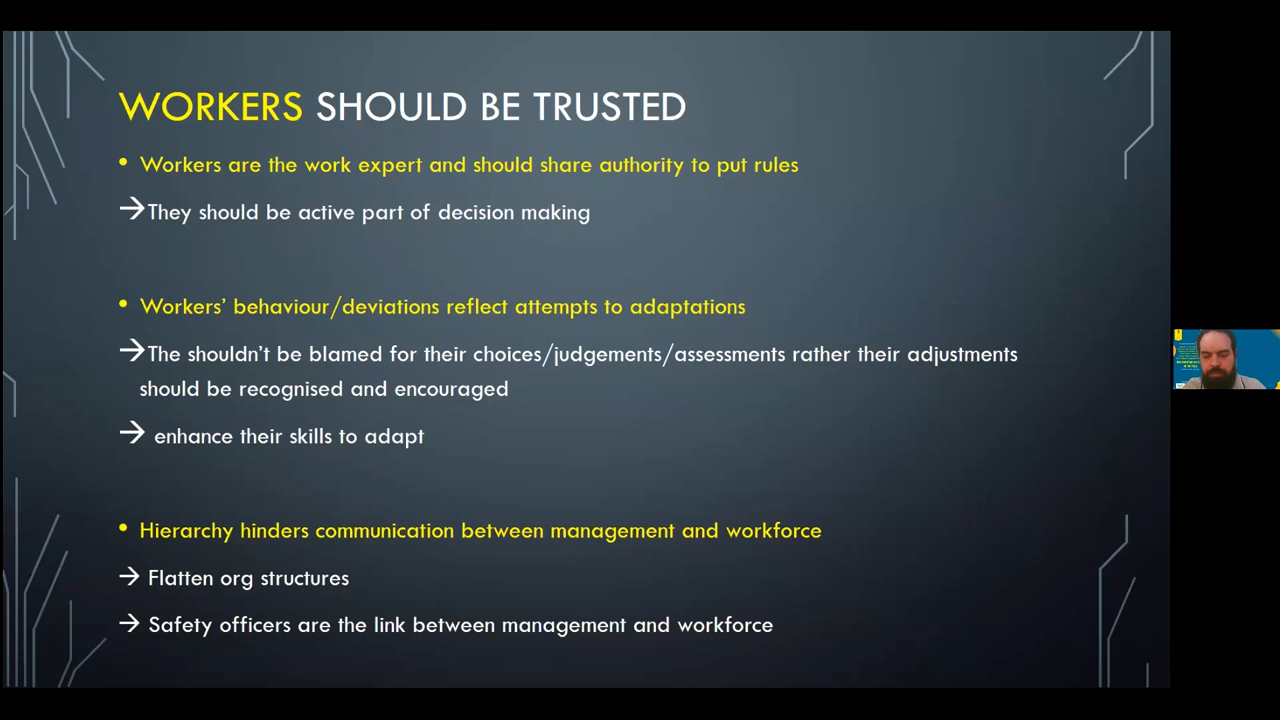 WORKERS SHOULD BE TRUSTED
• Workers are the work expert and should share authority to put rules
→They should be active part of decision making
• Workers' behaviour/deviations reflect attempts to adaptations
→The shouldn't be blamed for their choices/judgements/assessments rather their adjustments
should be recognised and encouraged
→ enhance their skills to adapt
• Hierarchy hinders communication between management and workforce
→ Flatten org structures
→ Safety officers are the link between management and workforce